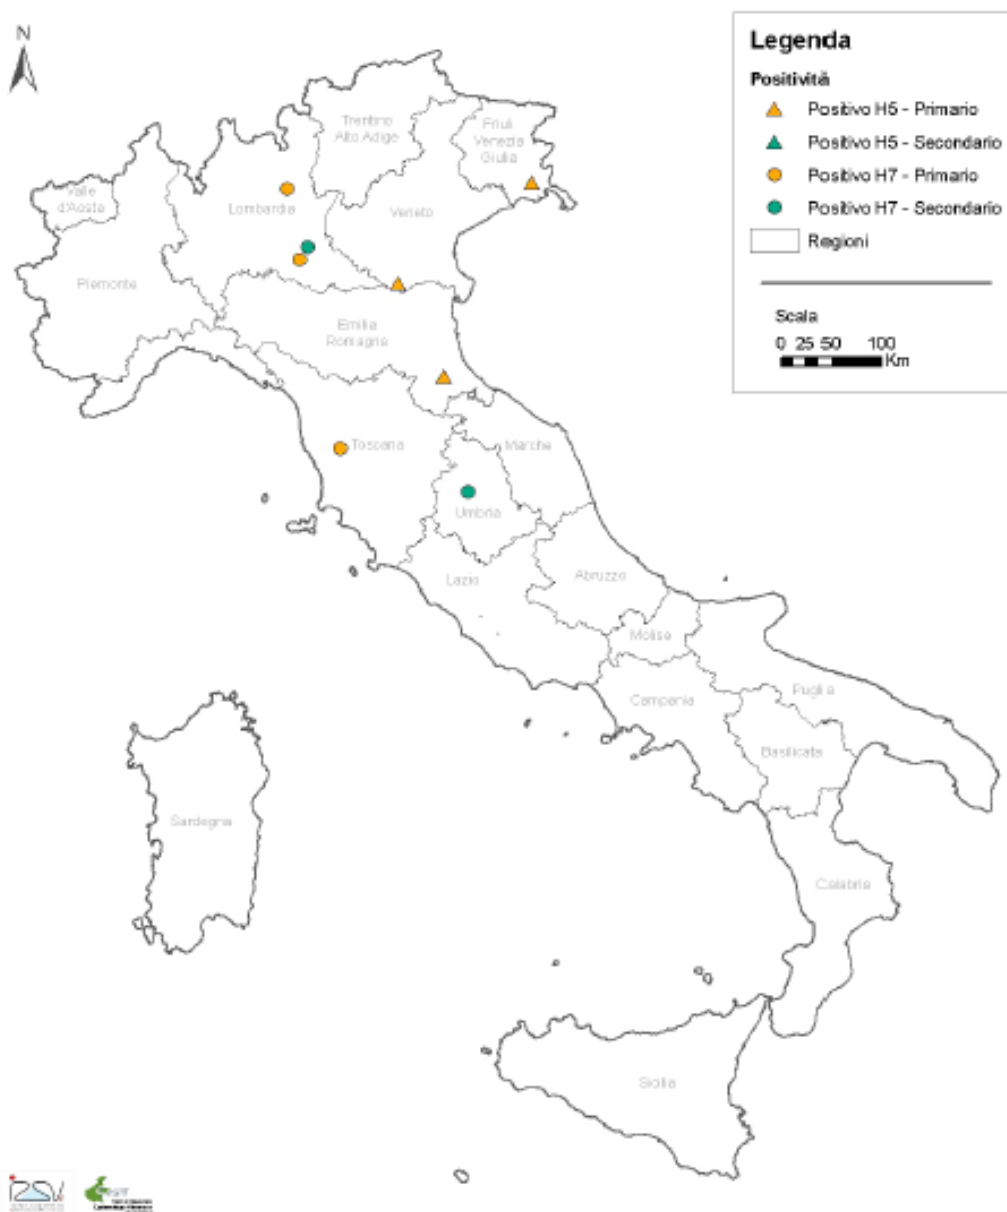 N
Legenda
Positività
Positivo H5 - Primario
Positivo H5 - Secondario
Positivo H7 - Primario
Positivo H7 - Secondario
Regioni
Scala
0 25 50 100
Km
Trentino
Alto Adige
Friuli
Venezia
Giulia
Valle
d'Aosta
Lombardia
Veneto
Piemonte
Emilia
Romagna
Toscana
Marche
Umbria
Lazio
Abruzzo
Molise
Campania
Puglia
Basilicata
Sardegna
Calabria
Sicilia